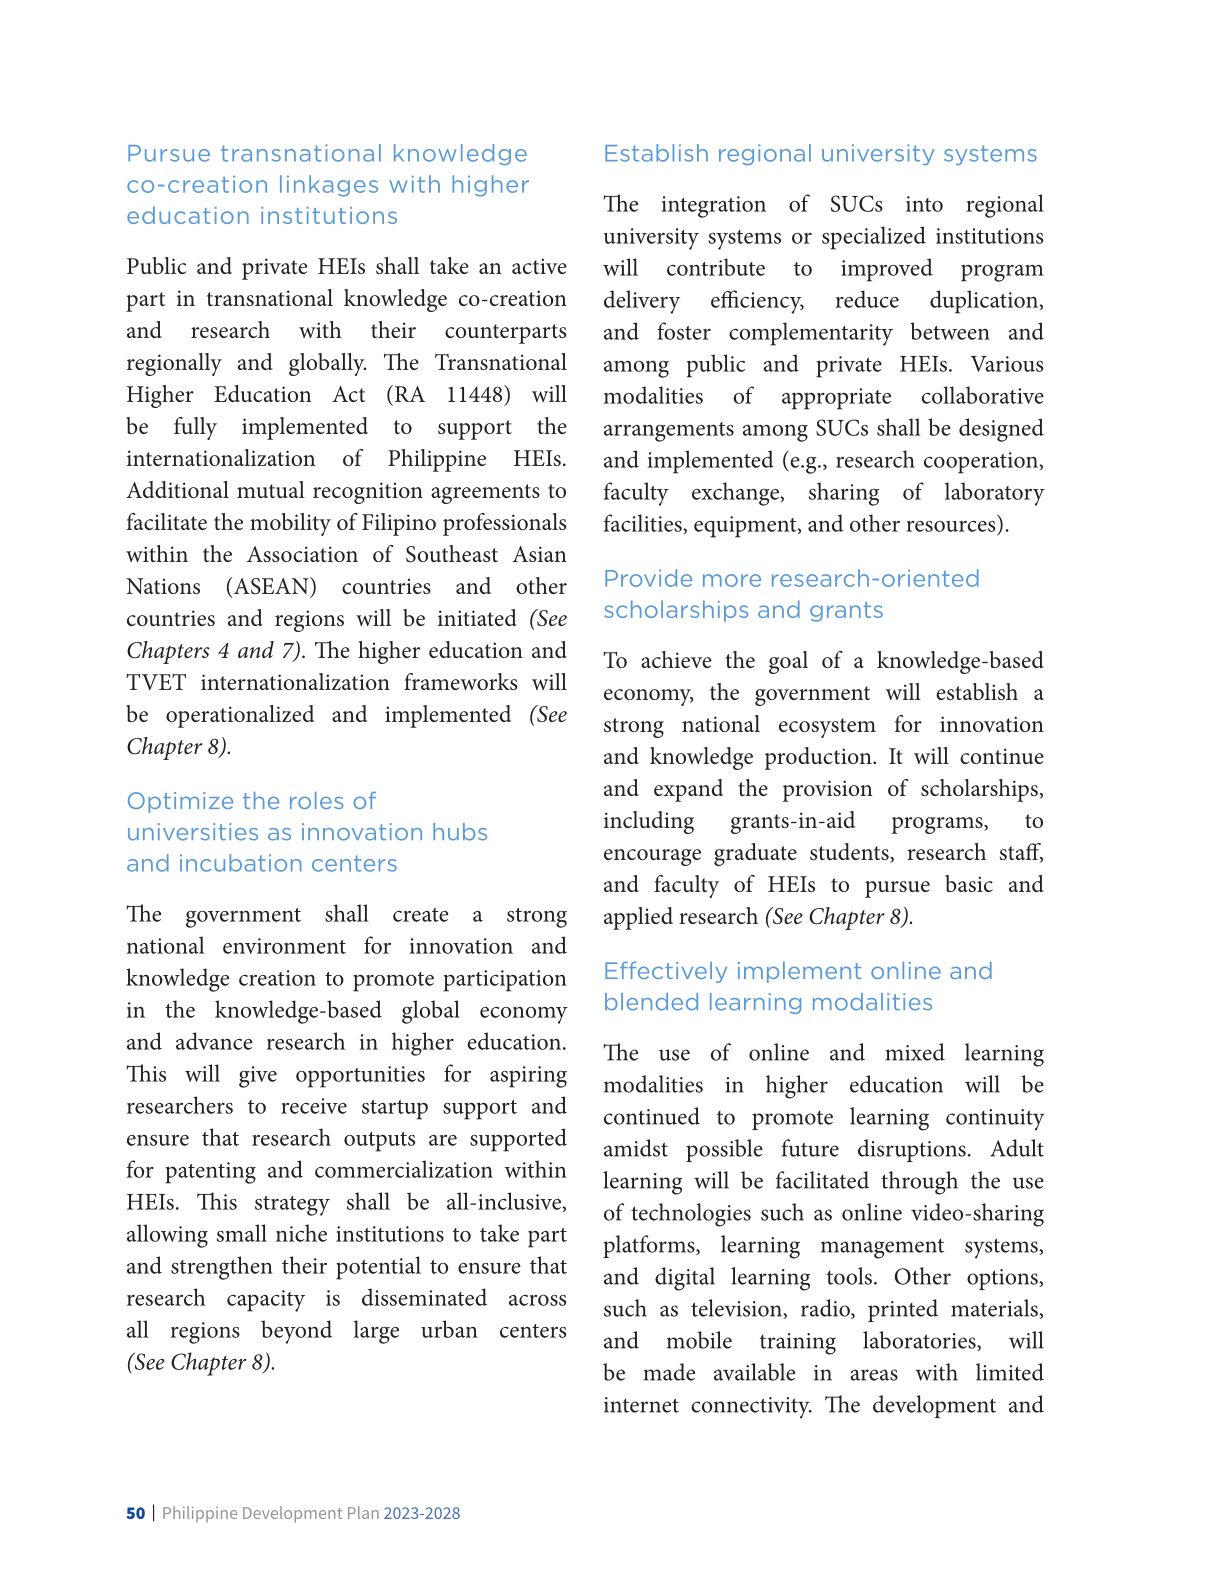 Pursue transnational knowledge
co-creation linkages with higher
education institutions
Public and private HEIs shall take an active
part in transnational knowledge co-creation
and research with their counterparts
regionally and globally. The Transnational
Higher Education Act (RA 11448) will
be fully implemented to support the
internationalization of Philippine HEIs.
Additional mutual recognition agreements to
facilitate the mobility of Filipino professionals
within the Association of Southeast Asian
Nations (ASEAN) countries and other
countries and regions will be initiated (See
Chapters 4 and 7). The higher education and
TVET internationalization frameworks will
be operationalized and implemented (See
Chapter 8).
Optimize the roles of
universities as innovation hubs
and incubation centers
The government shall create a strong
national environment for innovation and
knowledge creation to promote participation
in the knowledge-based global economy
and advance research in higher education.
This will give opportunities for aspiring
researchers to receive startup support and
ensure that research outputs are supported
for patenting and commercialization within
HEIs. This strategy shall be all-inclusive,
allowing small niche institutions to take part
and strengthen their potential to ensure that
research capacity is disseminated across
all regions beyond large urban centers
(See Chapter 8).
Establish regional university systems
The integration of SUCs into regional
university systems or specialized institutions
will contribute to improved program
delivery efficiency, reduce duplication,
and foster complementarity between and
among public and private HEIs. Various
modalities of appropriate collaborative
arrangements among SUCs shall be designed
and implemented (e.g., research cooperation,
faculty exchange, sharing of laboratory
facilities, equipment, and other resources).
Provide more research-oriented
scholarships and grants
To achieve the goal of a knowledge-based
economy, the government will establish a
strong national ecosystem for innovation
and knowledge production. It will continue
and expand the provision of scholarships,
including grants-in-aid programs, to
encourage graduate students, research staff,
and faculty of HEIs to pursue basic and
applied research (See Chapter 8).
Effectively implement online and
blended learning modalities
The use of online and mixed learning
modalities in higher education will be
continued to promote learning continuity
amidst possible future disruptions. Adult
learning will be facilitated through the use
of technologies such as online video-sharing
platforms, learning management systems,
and digital learning tools. Other options,
such as television, radio, printed materials,
and mobile training laboratories, will
be made available in areas with limited
internet connectivity. The development and
50 | Philippine Development Plan 2023-2028